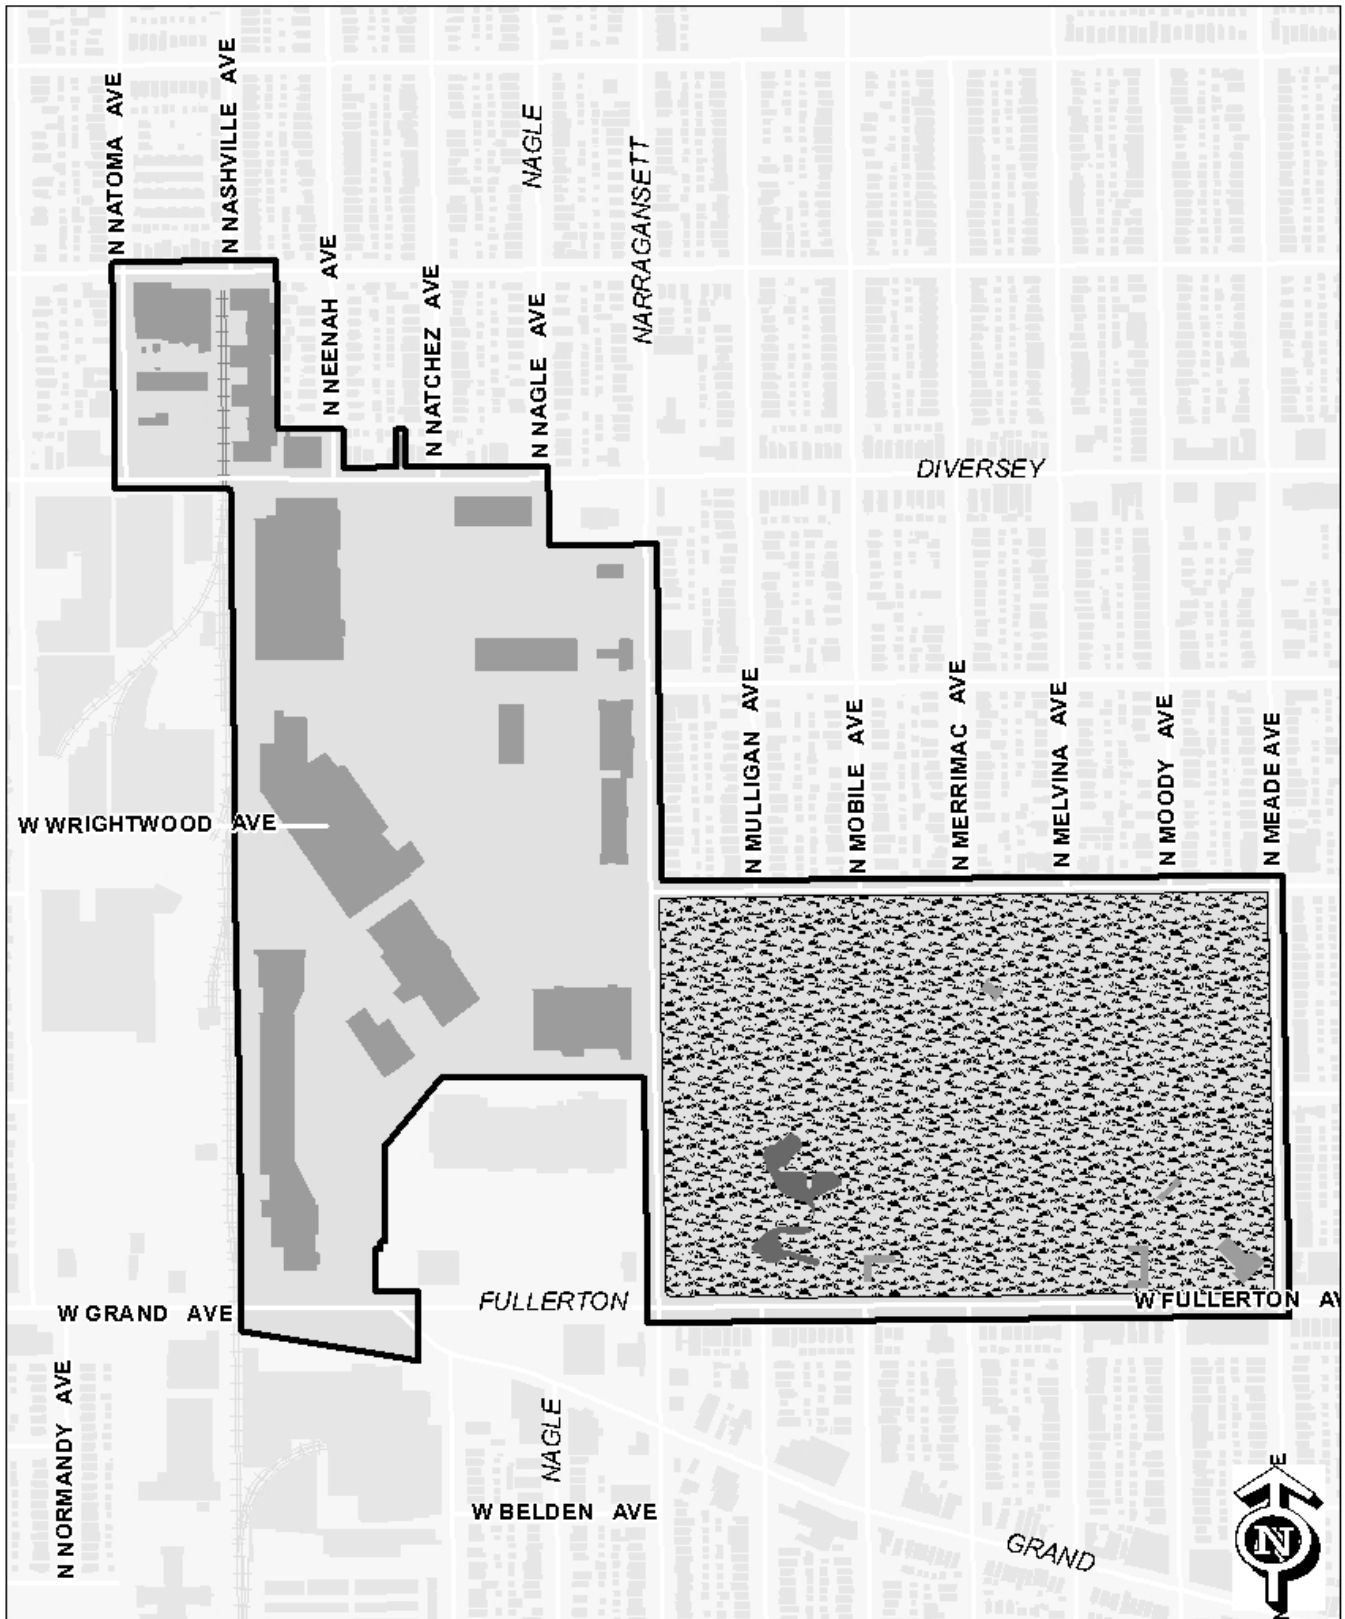 N NATOMA AVE
N NASHVILLE AVE
NAGLE
NARRAGANSETT
N NEENAH AVE
N NATCHEZ AVE
N NAGLE AVE
DIVERSEY
N MULLIGAN AVE
N MOBILE AVE
N MERRIMAC AVE
N MELVINA AVE
N MOODY AVE
N MEADE AVE
W WRIGHTWOOD AVE
W GRAND AVE
FULLERTON
W FULLERTON AV
N NORMANDY AVE
NAGLE
W BELDEN AVE
GRAND
E
N